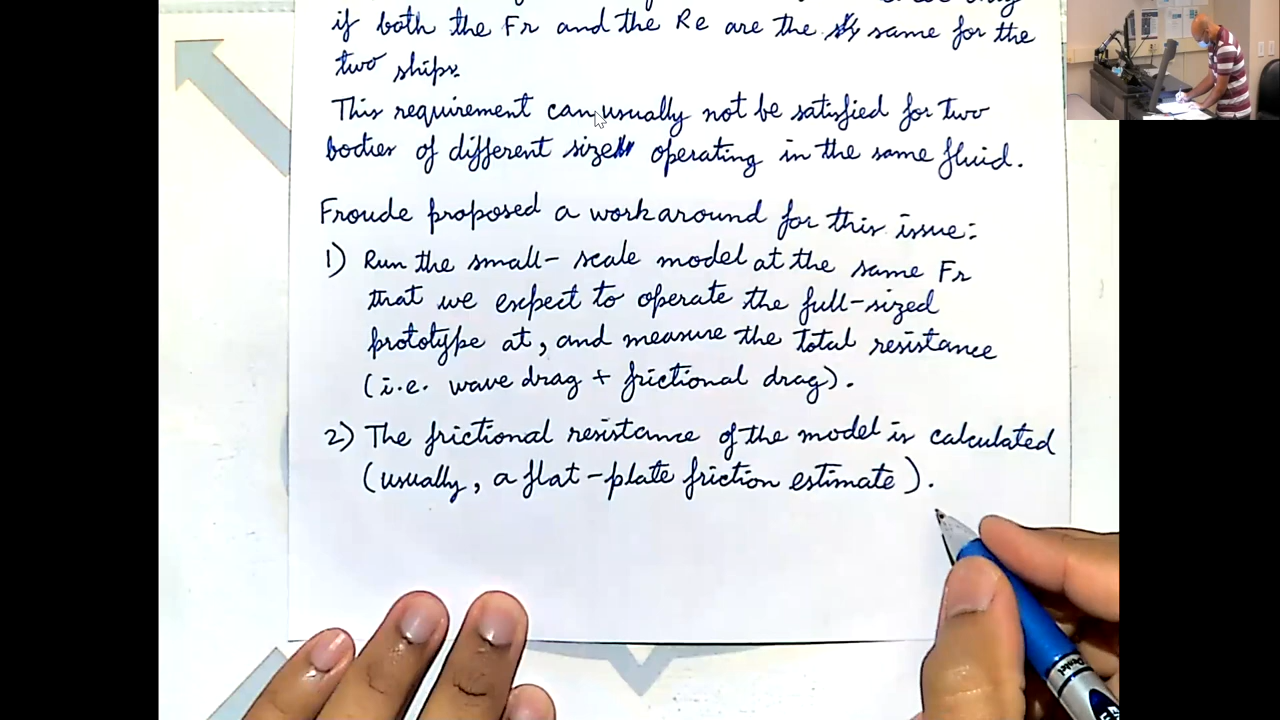 if both the Fr and the Re are the same for the
two ships.
This requirement can usually not be satisfied for two
bodies of different size operating in the same fluid.
Froude proposed a workaround for this issue:
1) Run the small-scale model at the same Fr
that we expect to operate the full-sized
prototype at, and measure the total resistance
(i.e. wave drag + frictional drag).
2) The frictional resistance of the model is calculated
(usually, a flat-plate friction estimate).